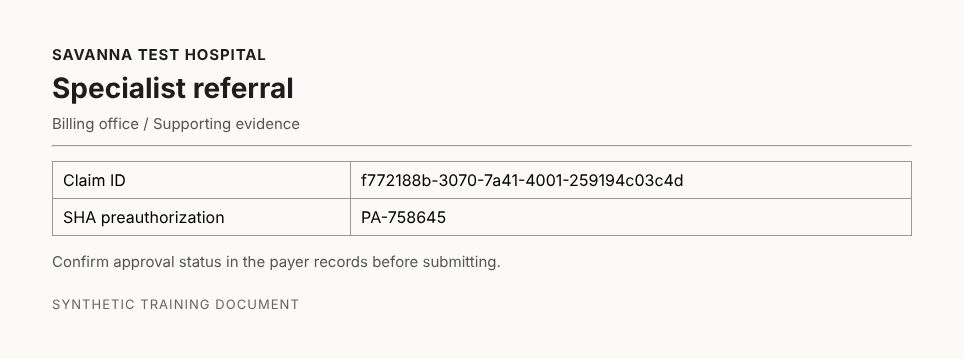 SAVANNA TEST HOSPITAL
Specialist referral
Billing office / Supporting evidence
Claim ID f772188b-3070-7a41-4001-259194c03c4d
SHA preauthorization PA-758645
Confirm approval status in the payer records before submitting.
SYNTHETIC TRAINING DOCUMENT